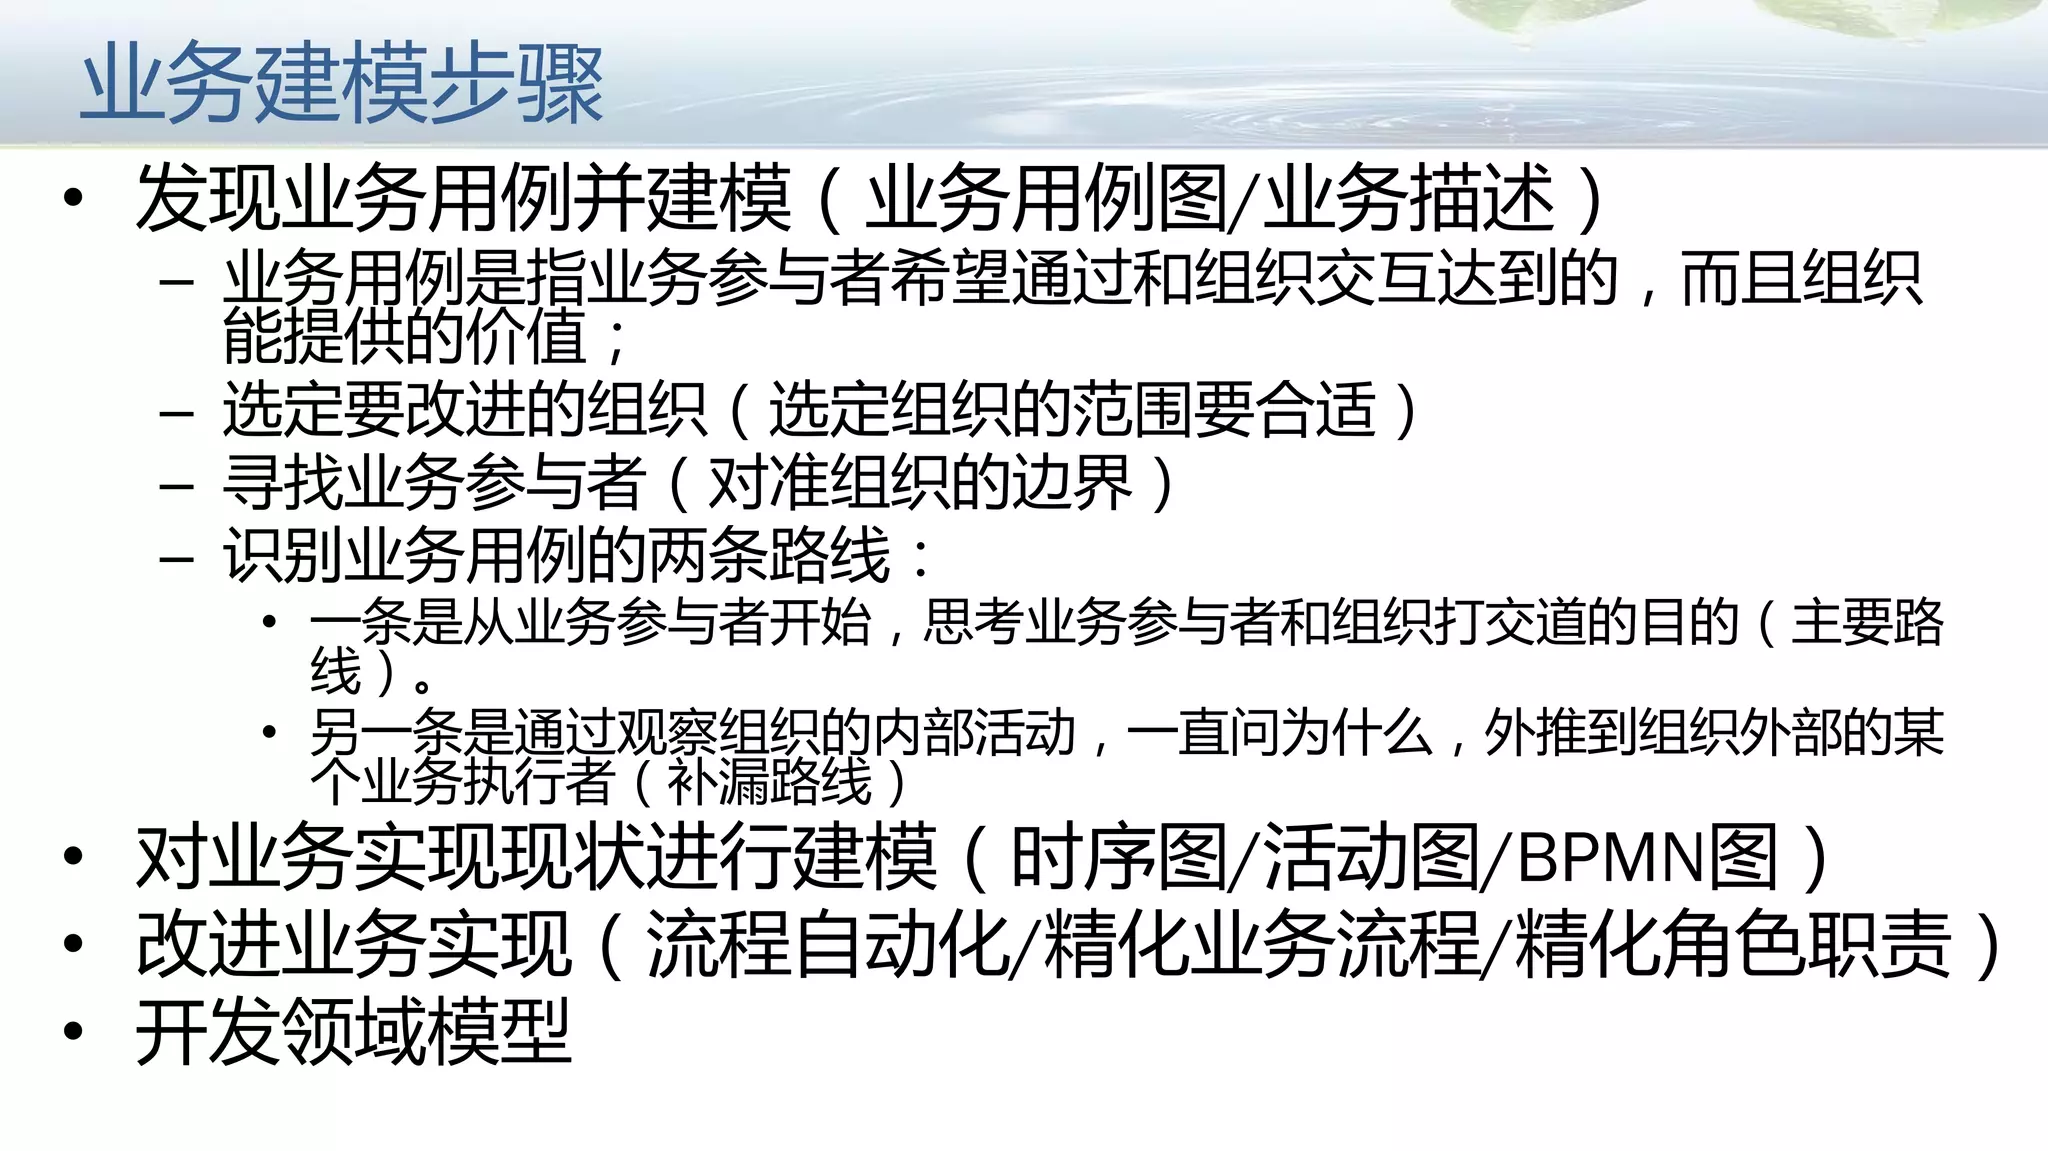 业务建模步骤
• 发现业务用例并建模（业务用例图/业务描述）
– 业务用例是指业务参与者希望通过和组织交互达到的，而且组织
能提供的价值；
– 选定要改进的组织（选定组织的范围要合适）
– 寻找业务参与者（对准组织的边界）
– 识别业务用例的两条路线：
• 一条是从业务参与者开始，思考业务参与者和组织打交道的目的（主要路
线）。
• 另一条是通过观察组织的内部活动，一直问为什么，外推到组织外部的某
个业务执行者（补漏路线）
• 对业务实现现状进行建模（时序图/活动图/BPMN图）
• 改进业务实现（流程自动化/精化业务流程/精化角色职责）
• 开发领域模型